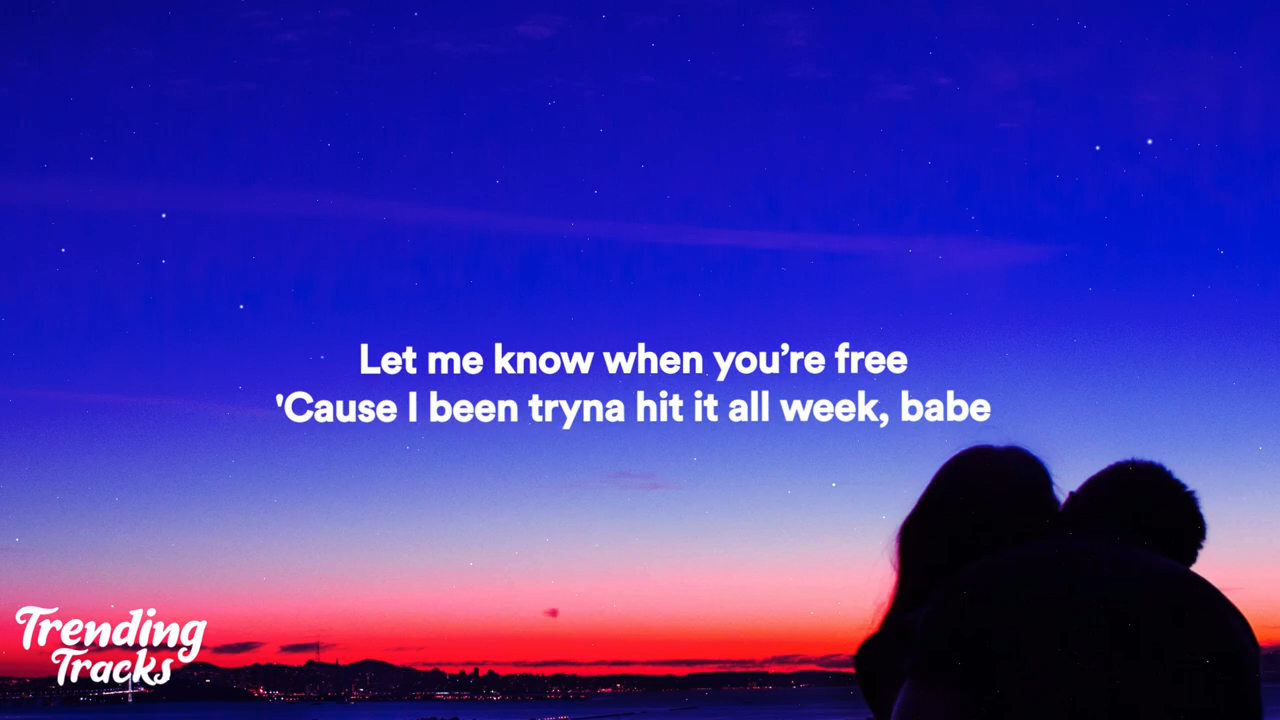 Let me know when you’re free
'Cause I been tryna hit it all week, babe
Trending
Tracks